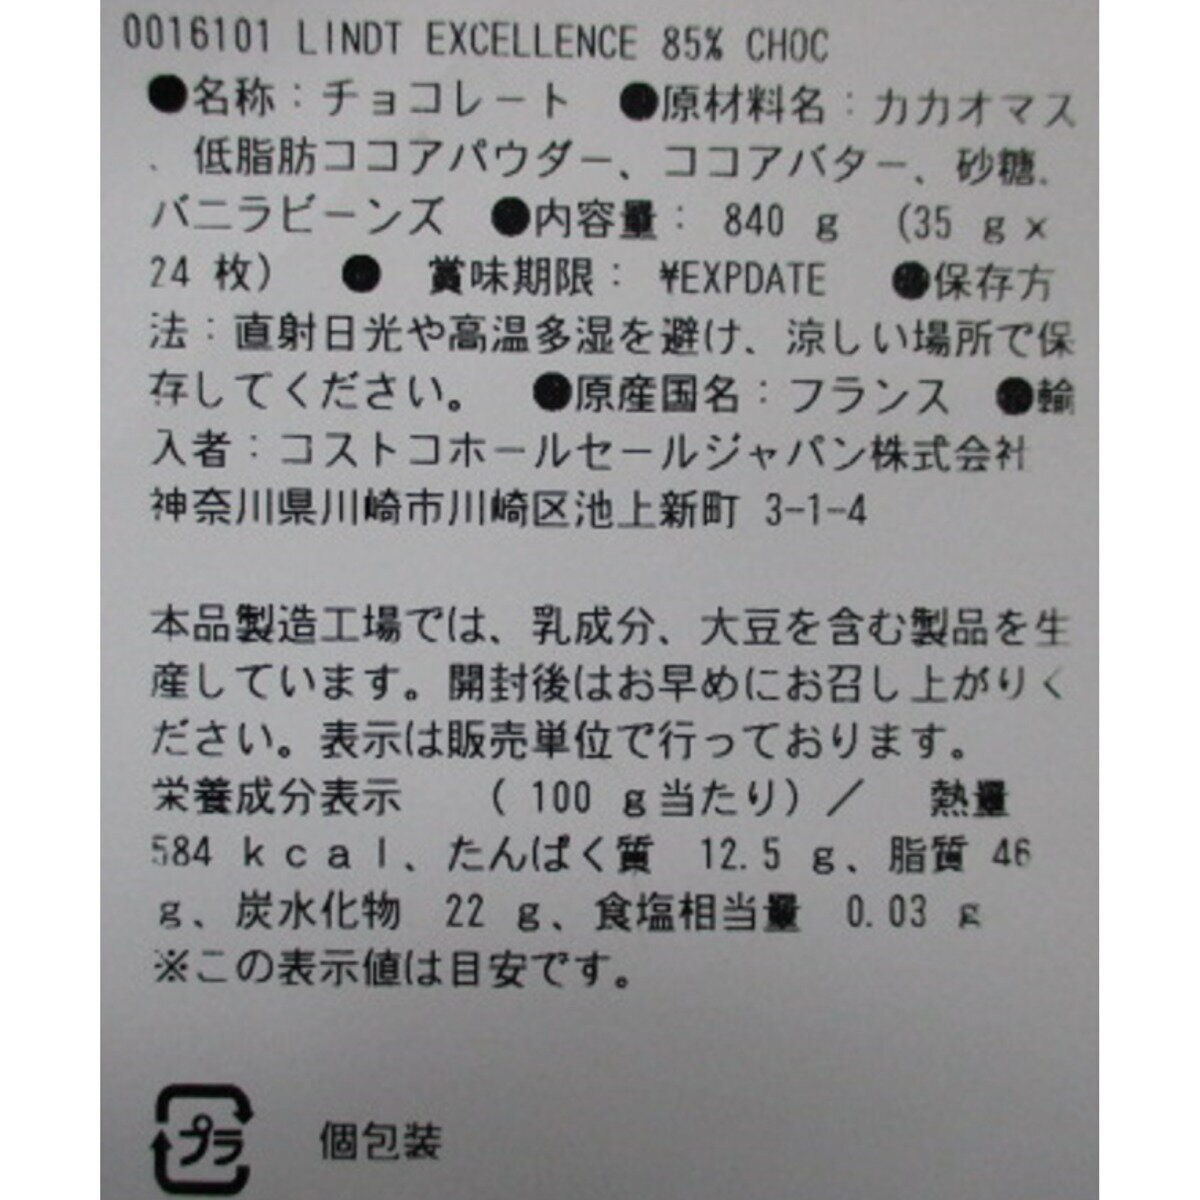 0016101 LINDT EXCELLENCE 85% CHOC
●名称：チョコレート ●原材料名：カカオマス
、低脂肪ココアパウダー、ココアバター、砂糖、
バニラビーンズ ●内容量： 840 g (35 g x
24 枚) ● 賞味期限： ¥EXPDATE ●保存方
法：直射日光や高温多湿を避け、涼しい場所で保
存してください。 ●原産国名：フランス ●輸
入者：コストコホールセールジャパン株式会社
神奈川県川崎市川崎区池上新町 3-1-4
本品製造工場では、乳成分、大豆を含む製品を生
産しています。開封後はお早めにお召し上がりく
ださい。表示は販売単位で行っております。
栄養成分表示 ( 100 g当たり) ／ 熱量
584 kcal、たんぱく質 12.5 g、脂質 46
g、炭水化物 22 g、食塩相当量 0.03 g
※この表示値は目安です。
プラ 個包装